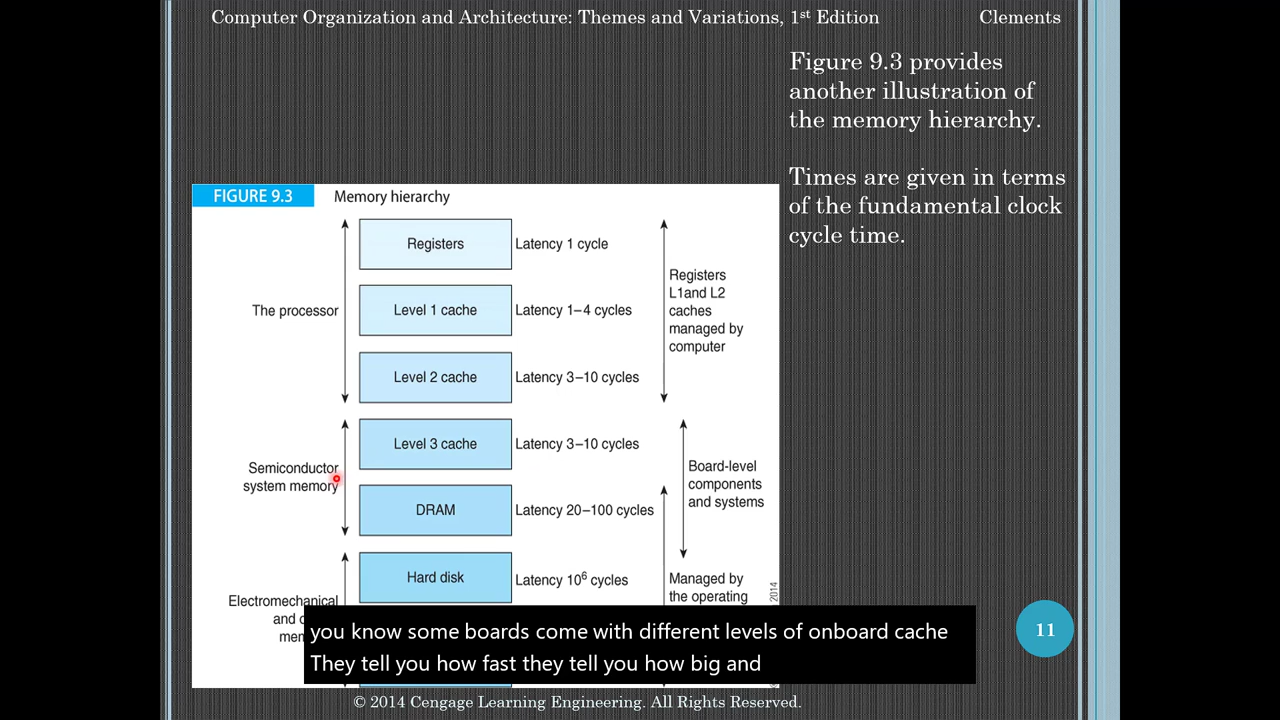 Computer Organization and Architecture: Themes and Variations, 1st Edition
Clements
Figure 9.3 provides
another illustration of
the memory hierarchy.
Times are given in terms
of the fundamental clock
cycle time.
FIGURE 9.3
Memory hierarchy
Registers
Latency 1 cycle
The processor
Level 1 cache
Latency 1–4 cycles
Registers
L1and L2
caches
managed by
computer
Level 2 cache
Latency 3–10 cycles
Semiconductor
system memory
Level 3 cache
Latency 3–10 cycles
Board-level
components
and systems
DRAM
Latency 20–100 cycles
Hard disk
Latency 10⁶ cycles
Managed by
the operating
Electromechanical
2014
you know some boards come with different levels of onboard cache
They tell you how fast they tell you how big and
11
© 2014 Cengage Learning Engineering. All Rights Reserved.